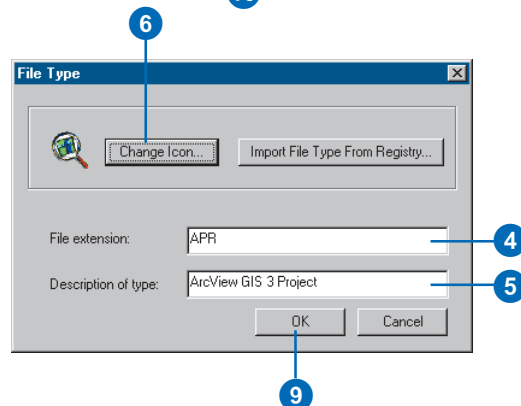 6
File Type
Change Icon... Import File Type From Registry...
File extension: APR 4
Description of type: ArcView GIS 3 Project 5
OK Cancel
9